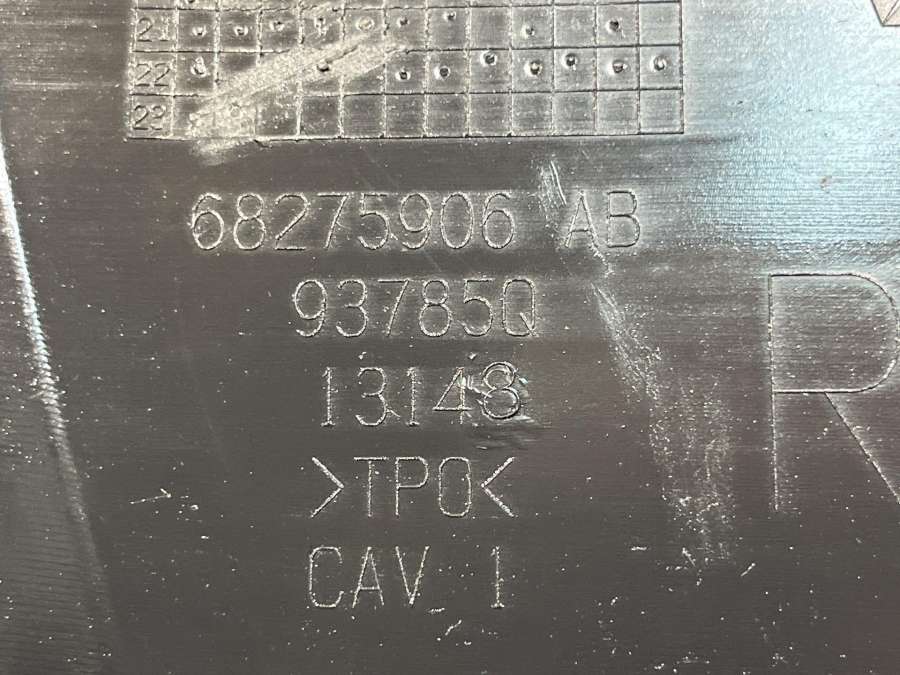 21
22
23
68275906 AB
93785Q
R
13148
>TPO<
CAV_1